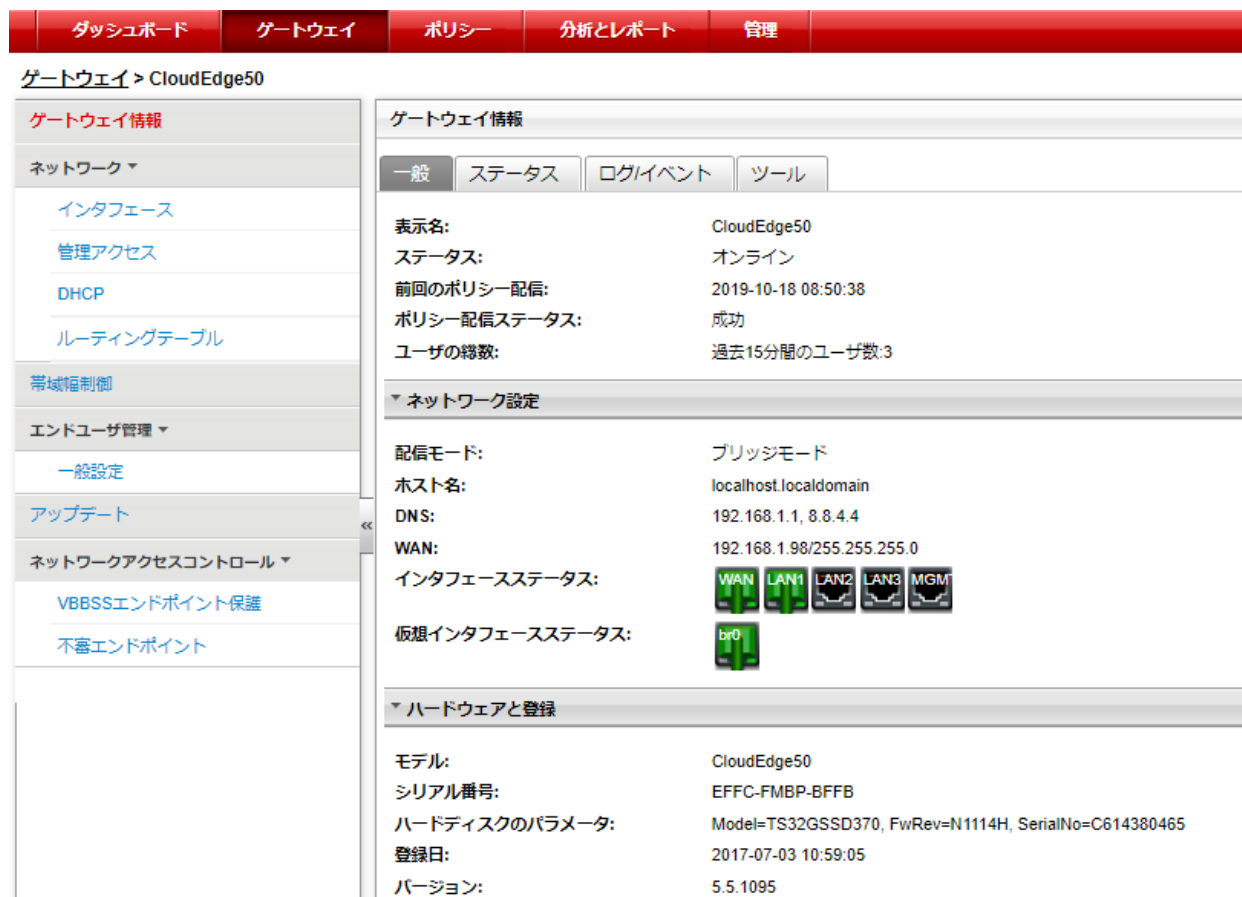 ダッシュボード ゲートウェイ ポリシー 分析とレポート 管理
ゲートウェイ > CloudEdge50
ゲートウェイ情報
ネットワーク ▼
インタフェース
管理アクセス
DHCP
ルーティングテーブル
帯域幅制御
エンドユーザ管理 ▼
一般設定
アップデート
ネットワークアクセスコントロール ▼
VBBSSエンドポイント保護
不審エンドポイント
«
ゲートウェイ情報
一般 ステータス ログ/イベント ツール
表示名: CloudEdge50
ステータス: オンライン
前回のポリシー配信: 2019-10-18 08:50:38
ポリシー配信ステータス: 成功
ユーザの総数: 過去15分間のユーザ数:3
▼ ネットワーク設定
配信モード: ブリッジモード
ホスト名: localhost.localdomain
DNS: 192.168.1.1, 8.8.4.4
WAN: 192.168.1.98/255.255.255.0
インタフェースステータス: WAN LAN1 LAN2 LAN3 MGMT
仮想インタフェースステータス: br0
▼ ハードウェアと登録
モデル: CloudEdge50
シリアル番号: EFFC-FMBP-BFFB
ハードディスクのパラメータ: Model=TS32GSSD370, FwRev=N1114H, SerialNo=C614380465
登録日: 2017-07-03 10:59:05
バージョン: 5.5.1095